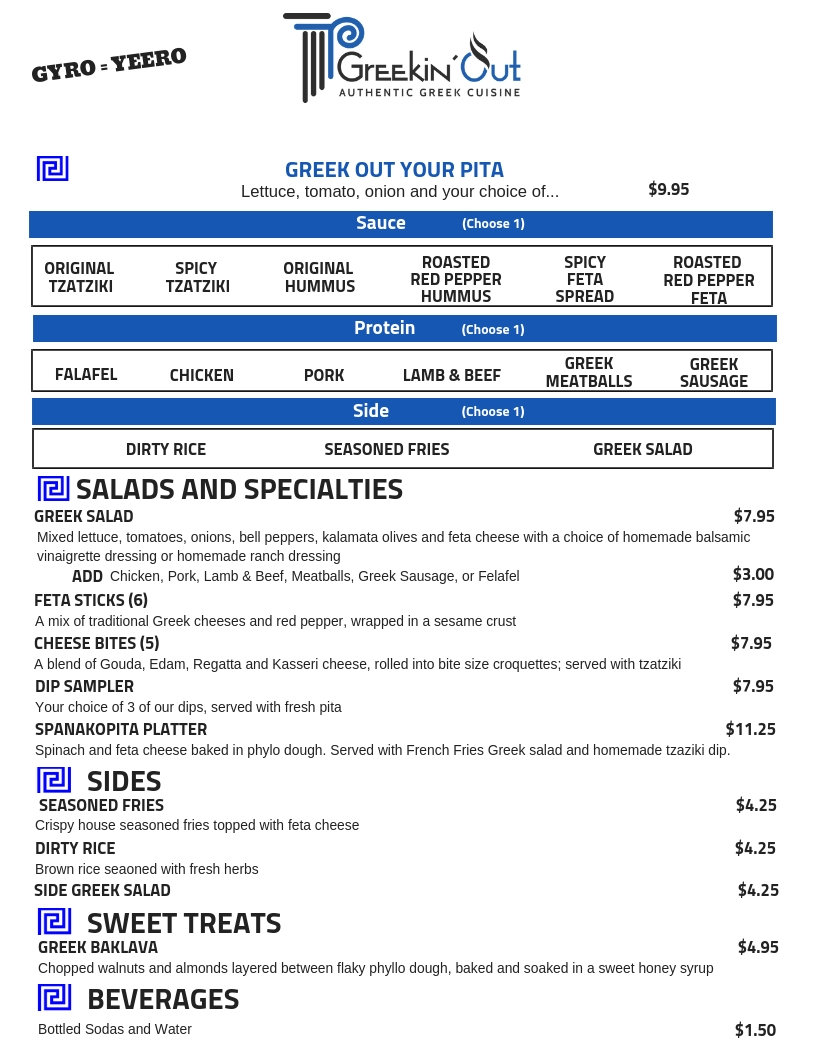 GYRO = YEERO
Greekin' Out
AUTHENTIC GREEK CUISINE
GREEK OUT YOUR PITA
Lettuce, tomato, onion and your choice of... $9.95
Sauce (Choose 1)
ORIGINAL TZATZIKI
SPICY TZATZIKI
ORIGINAL HUMMUS
ROASTED RED PEPPER HUMMUS
SPICY FETA SPREAD
ROASTED RED PEPPER FETA
Protein (Choose 1)
FALAFEL CHICKEN PORK LAMB & BEEF GREEK MEATBALLS GREEK SAUSAGE
Side (Choose 1)
DIRTY RICE SEASONED FRIES GREEK SALAD
SALADS AND SPECIALTIES
GREEK SALAD $7.95
Mixed lettuce, tomatoes, onions, bell peppers, kalamata olives and feta cheese with a choice of homemade balsamic
vinaigrette dressing or homemade ranch dressing
ADD Chicken, Pork, Lamb & Beef, Meatballs, Greek Sausage, or Felafel $3.00
FETA STICKS (6) $7.95
A mix of traditional Greek cheeses and red pepper, wrapped in a sesame crust
CHEESE BITES (5) $7.95
A blend of Gouda, Edam, Regatta and Kasseri cheese, rolled into bite size croquettes; served with tzatziki
DIP SAMPLER $7.95
Your choice of 3 of our dips, served with fresh pita
SPANAKOPITA PLATTER $11.25
Spinach and feta cheese baked in phylo dough. Served with French Fries Greek salad and homemade tzaziki dip.
SIDES
SEASONED FRIES $4.25
Crispy house seasoned fries topped with feta cheese
DIRTY RICE $4.25
Brown rice seaoned with fresh herbs
SIDE GREEK SALAD $4.25
SWEET TREATS
GREEK BAKLAVA $4.95
Chopped walnuts and almonds layered between flaky phyllo dough, baked and soaked in a sweet honey syrup
BEVERAGES
Bottled Sodas and Water $1.50